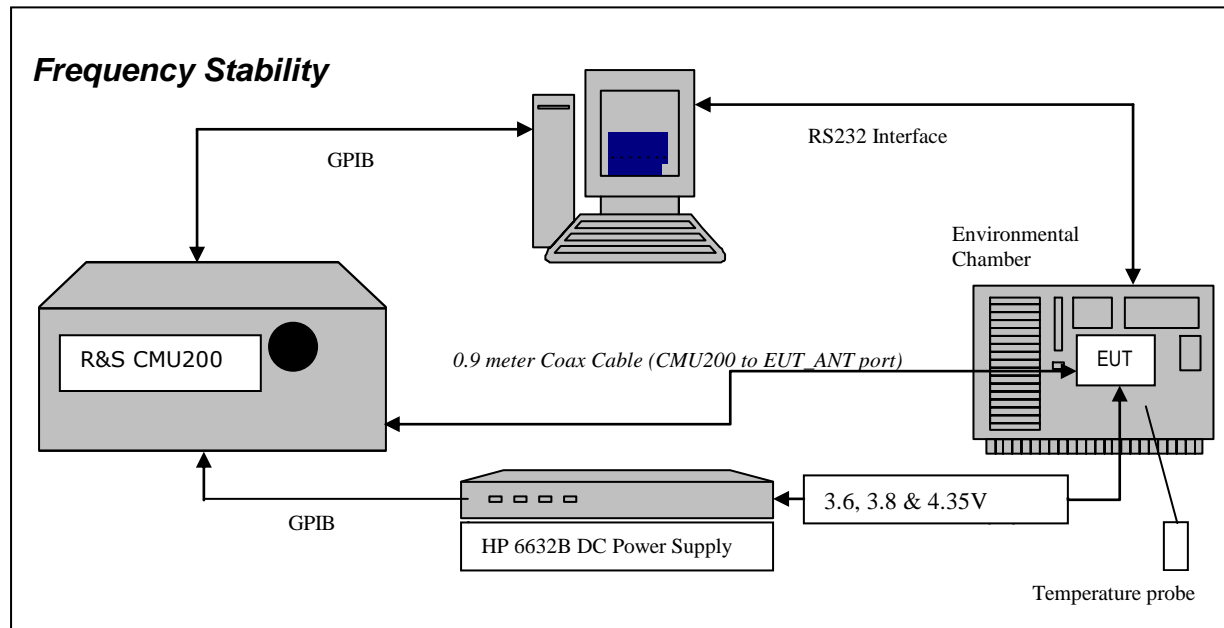 Frequency Stability
GPIB
RS232 Interface
Environmental
Chamber
R&S CMU200
0.9 meter Coax Cable (CMU200 to EUT_ANT port)
EUT
3.6, 3.8 & 4.35V
GPIB
HP 6632B DC Power Supply
Temperature probe